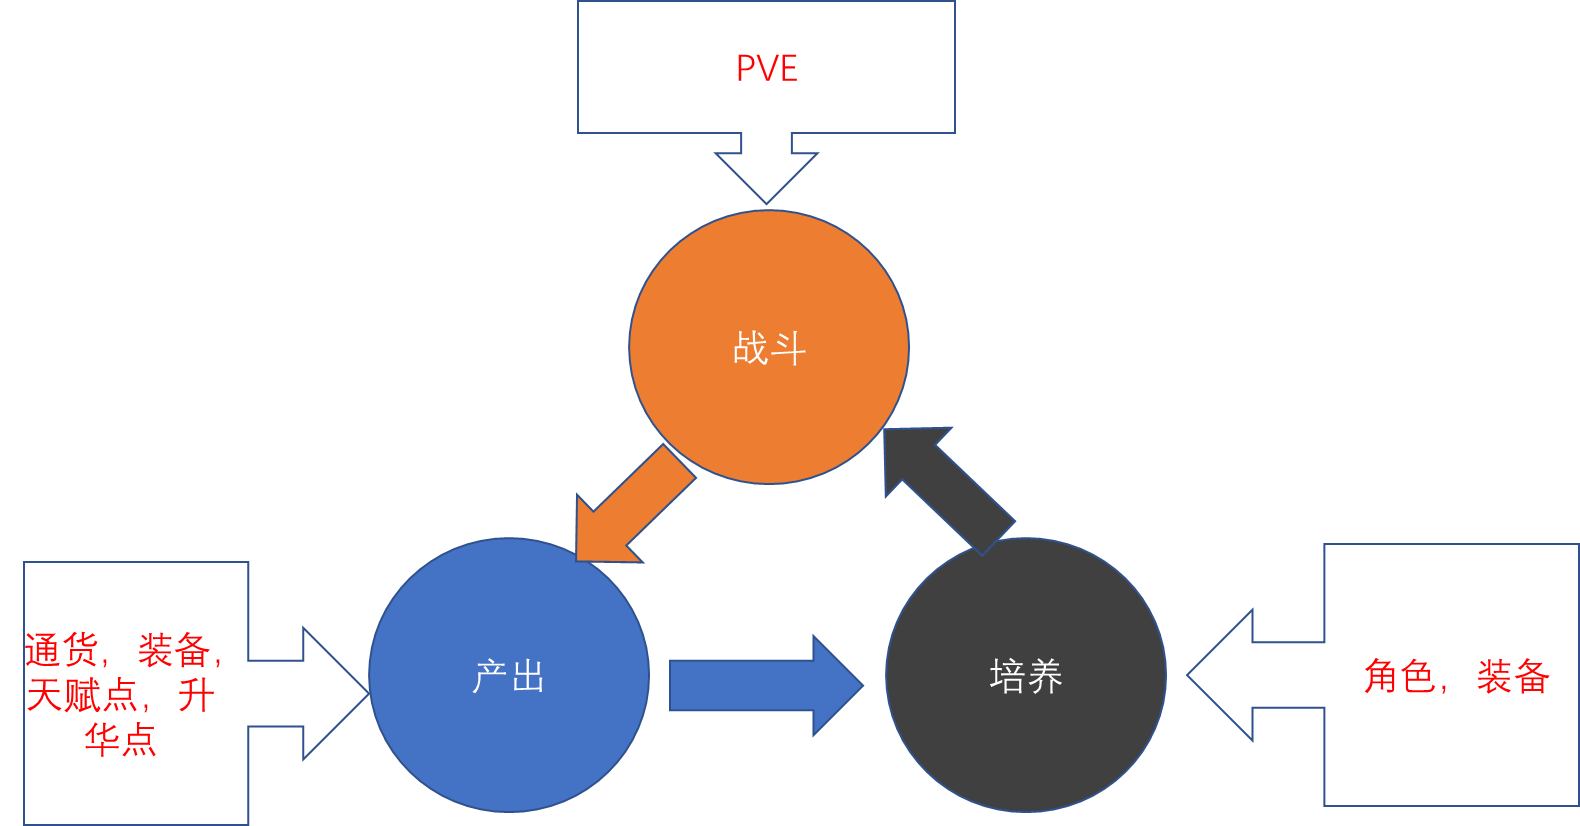 PVE
战斗
通货，装备，
天赋点，升
华点
产出
培养
角色，装备